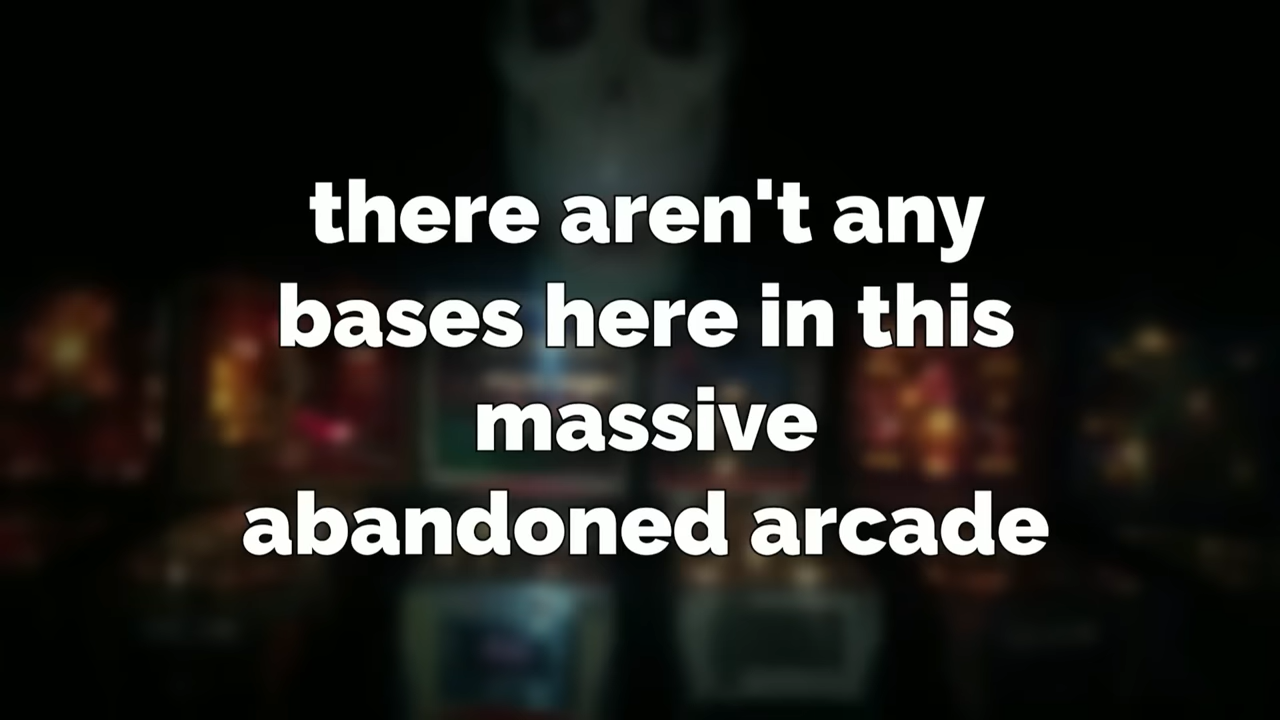 there aren't any
bases here in this
massive
abandoned arcade